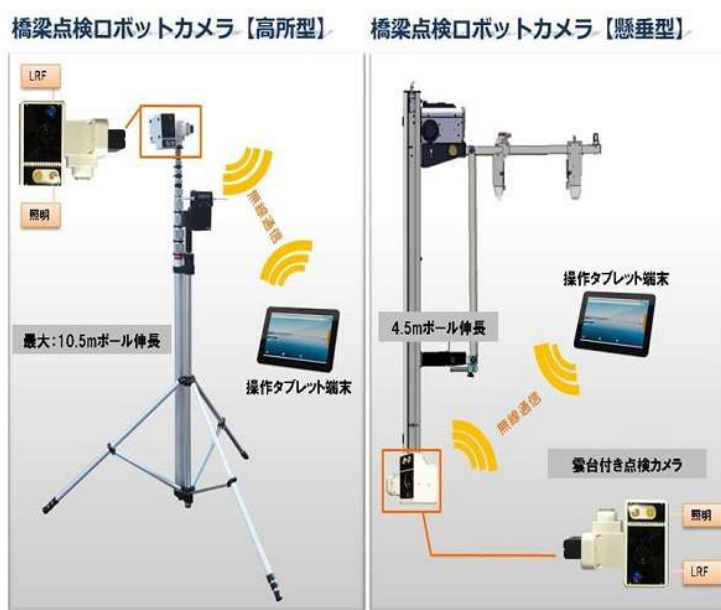 橋梁点検ロボットカメラ【高所型】
LRF
照明
無線通信
最大:10.5mポール伸長
操作タブレット端末
橋梁点検ロボットカメラ【懸垂型】
操作タブレット端末
4.5mポール伸長
無線通信
雲台付き点検カメラ
照明
LRF